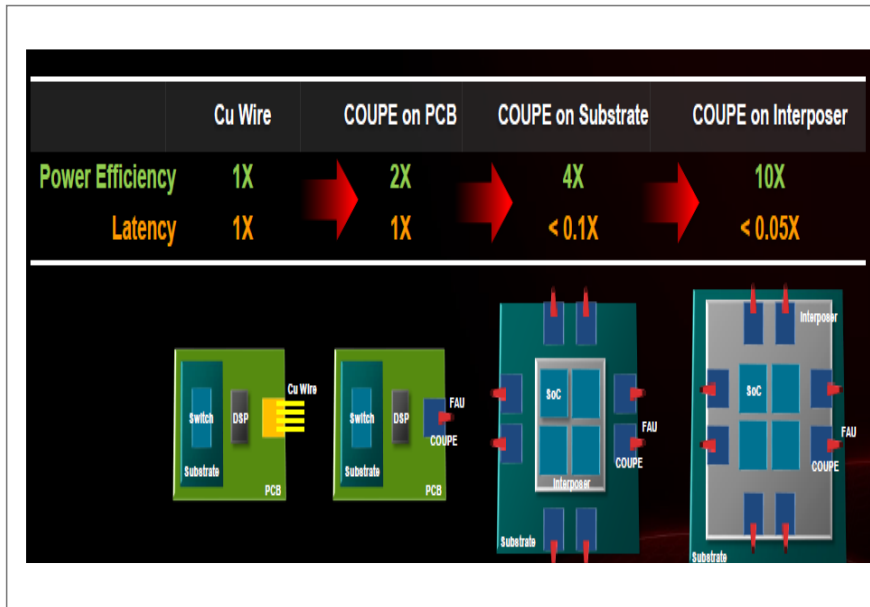 Cu Wire COUPE on PCB COUPE on Substrate COUPE on Interposer
Power Efficiency 1X 2X 4X 10X
Latency 1X 1X < 0.1X < 0.05X
Switch DSP Cu Wire
Substrate
PCB
Switch DSP FAU
COUPE
Substrate
PCB
SoC
FAU
COUPE
Interposer
Substrate
Interposer
SoC
FAU
COUPE
Substrate